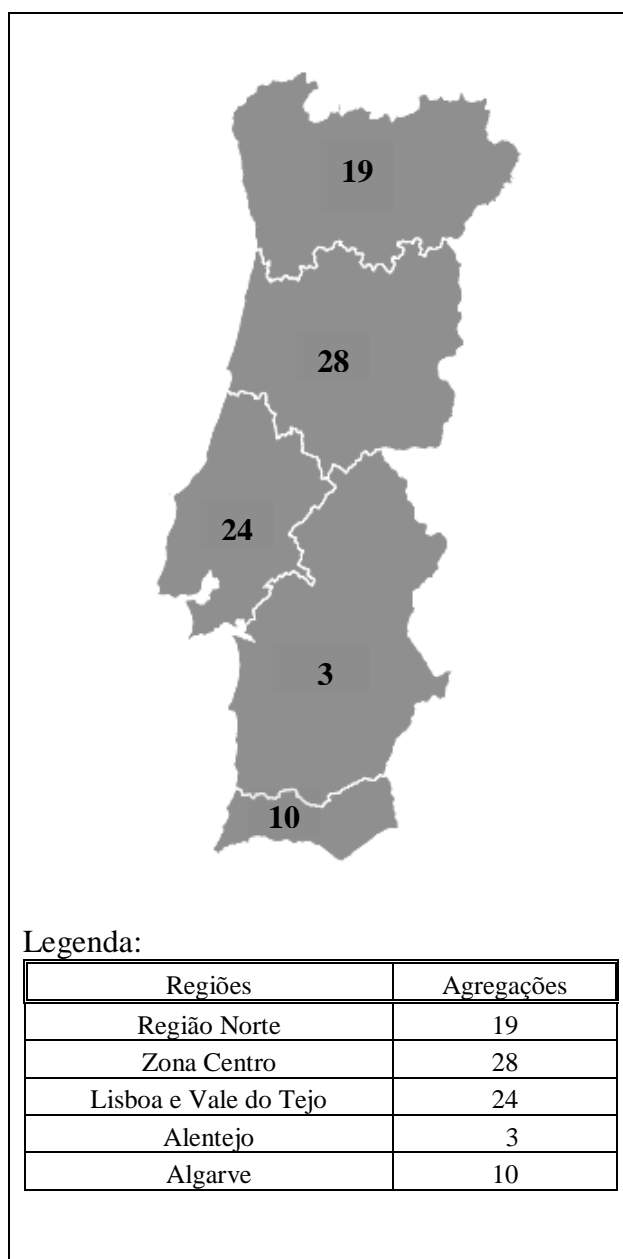 19
28
24
3
10
Legenda:
Regiões Agregações
Região Norte 19
Zona Centro 28
Lisboa e Vale do Tejo 24
Alentejo 3
Algarve 10